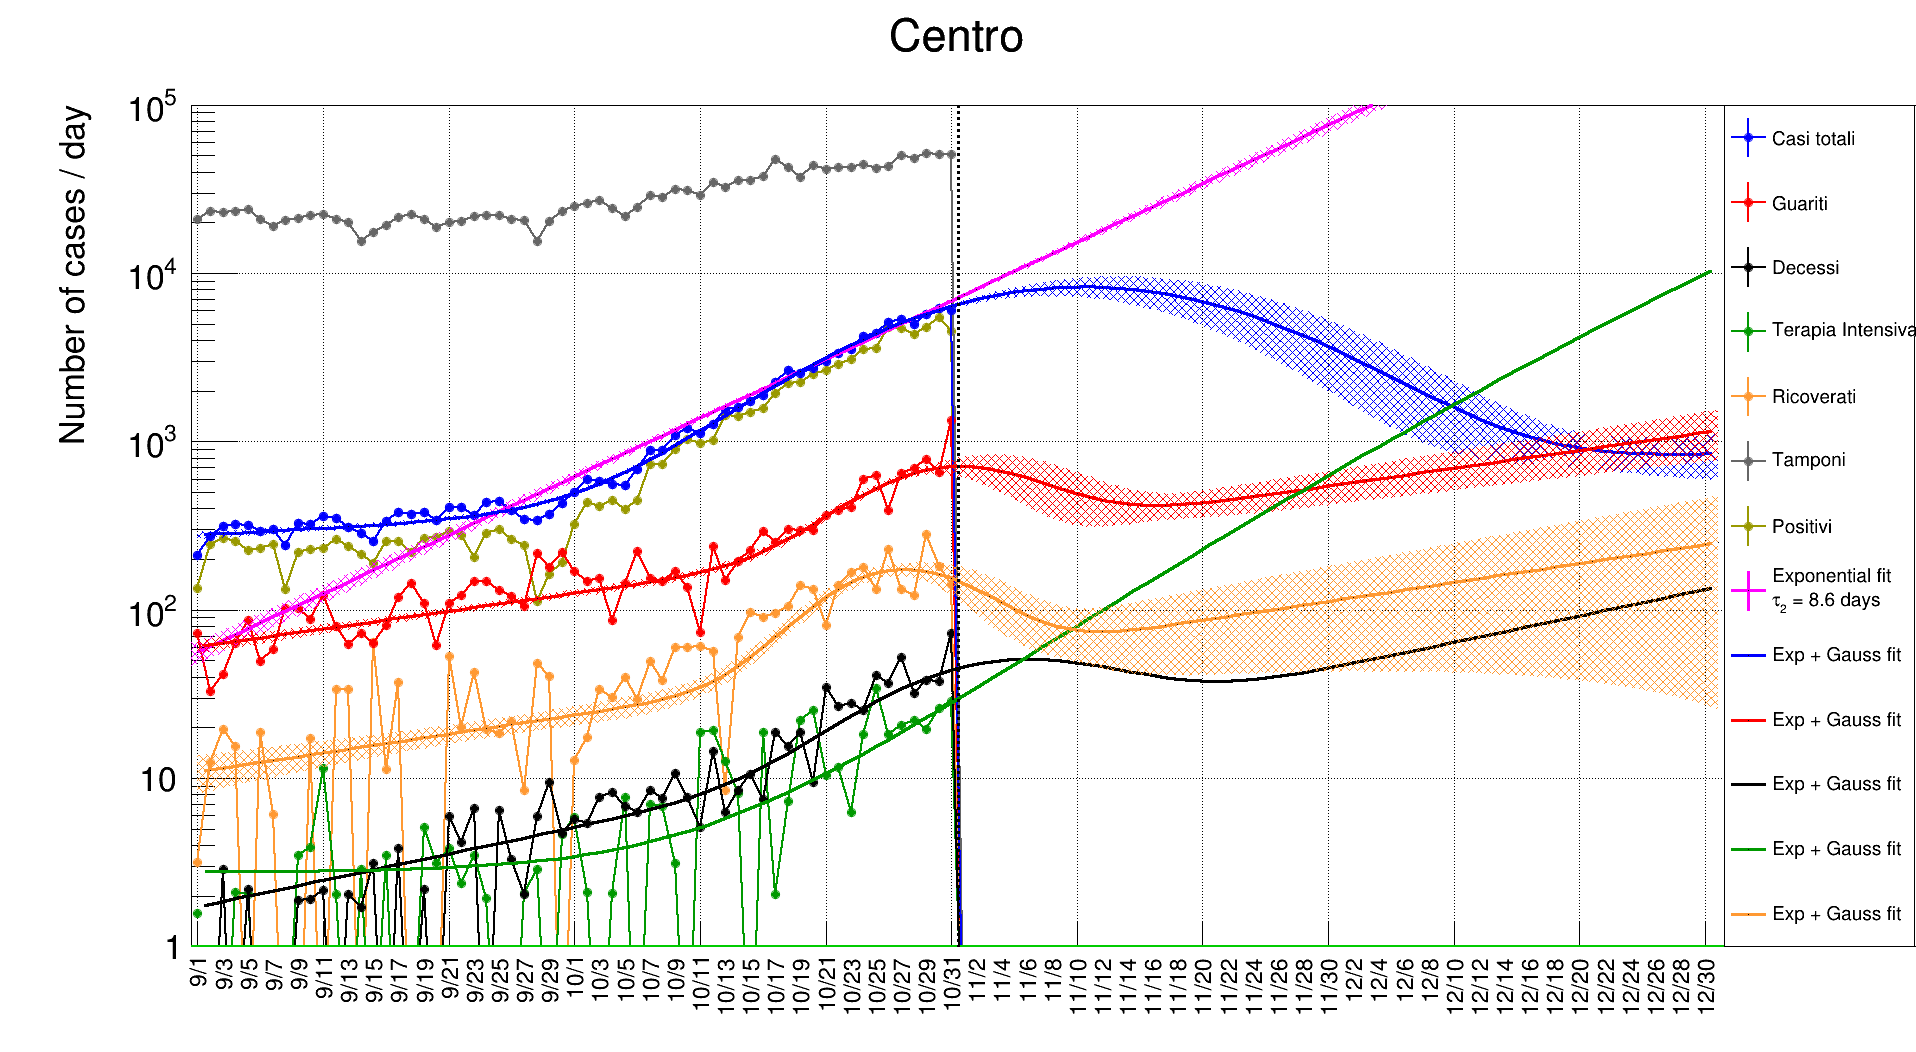 Centro
Number of cases / day
10^5
10^4
10^3
10^2
10
1
9/1 9/3 9/5 9/7 9/9 9/11 9/13 9/15 9/17 9/19 9/21 9/23 9/25 9/27 9/29 10/1 10/3 10/5 10/7 10/9 10/11 10/13 10/15 10/17 10/19 10/21 10/23 10/25 10/27 10/29 10/31 11/2 11/4 11/6 11/8 11/10 11/12 11/14 11/16 11/18 11/20 11/22 11/24 11/26 11/28 11/30 12/2 12/4 12/6 12/8 12/10 12/12 12/14 12/16 12/18 12/20 12/22 12/24 12/26 12/28 12/30
Casi totali
Guariti
Decessi
Terapia Intensiva
Ricoverati
Tamponi
Positivi
Exponential fit
τ₂ = 8.6 days
Exp + Gauss fit
Exp + Gauss fit
Exp + Gauss fit
Exp + Gauss fit
Exp + Gauss fit